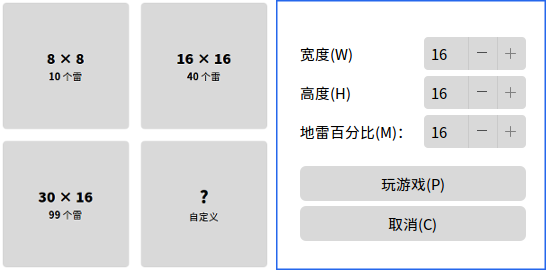 8 × 8
10 个雷
16 × 16
40 个雷
30 × 16
99 个雷
?
自定义
宽度(W)
16
－
＋
高度(H)
16
－
＋
地雷百分比(M)：
16
－
＋
玩游戏(P)
取消(C)